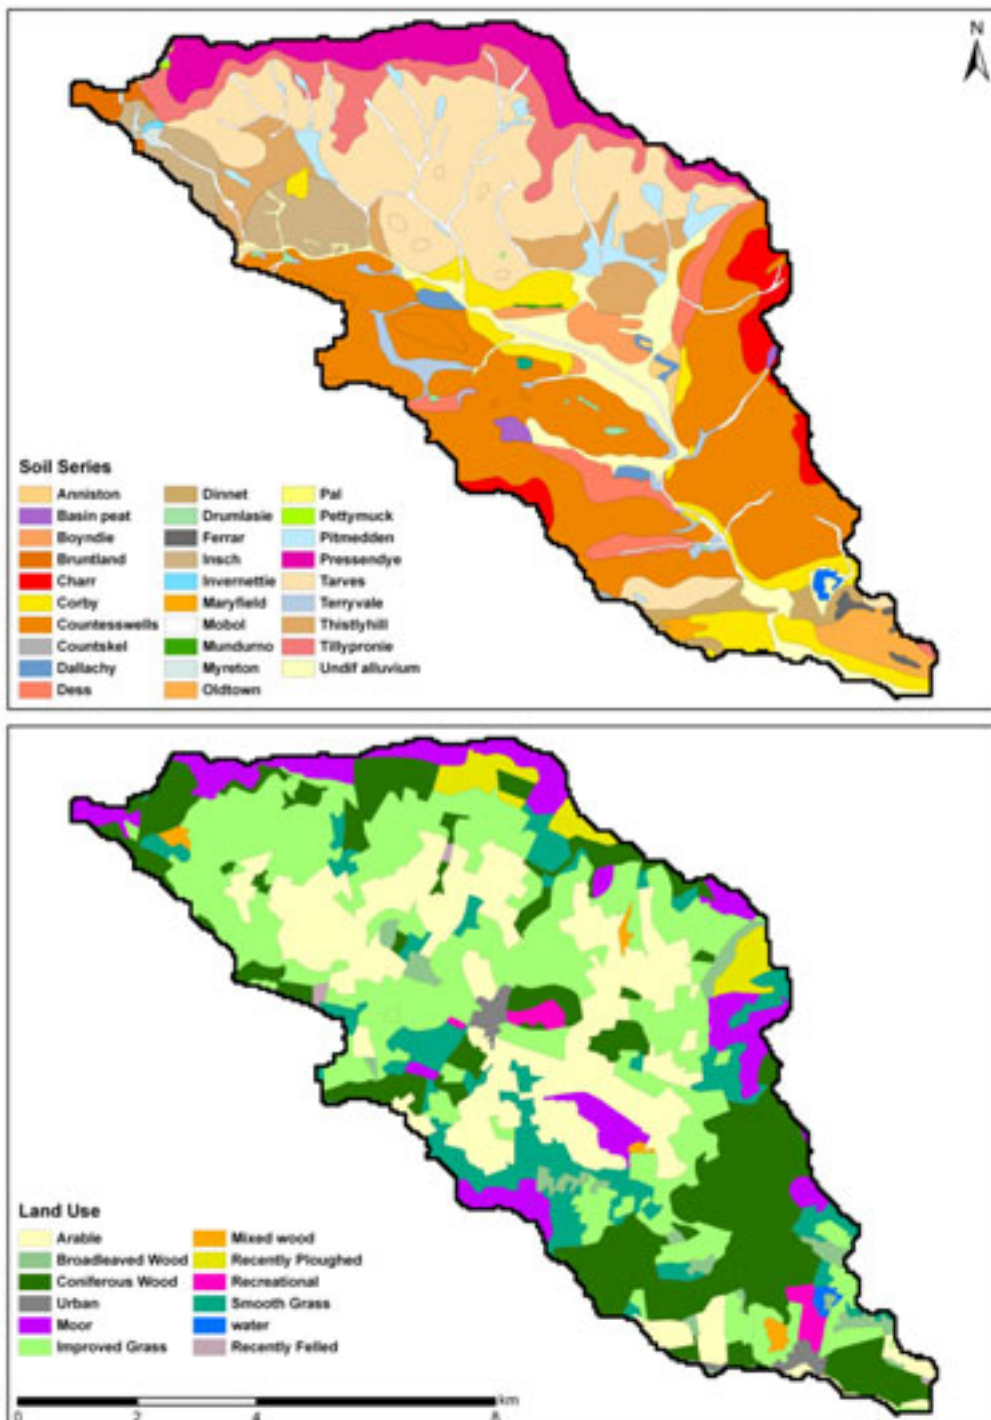 N
Soil Series
Anniston Dinnet Pal
Basin peat Drumlasie Pettymuck
Boyndie Ferrar Pitmedden
Bruntland Insch Pressendye
Charr Invernettie Tarves
Corby Maryfield Terryvale
Countesswells Mobol Thistlyhill
Countskel Mundurno Tillypronie
Dallachy Myreton Undif alluvium
Dess Oldtown
Land Use
Arable Mixed wood
Broadleaved Wood Recently Ploughed
Coniferous Wood Recreational
Urban Smooth Grass
Moor water
Improved Grass Recently Felled
km
0 2 4 8